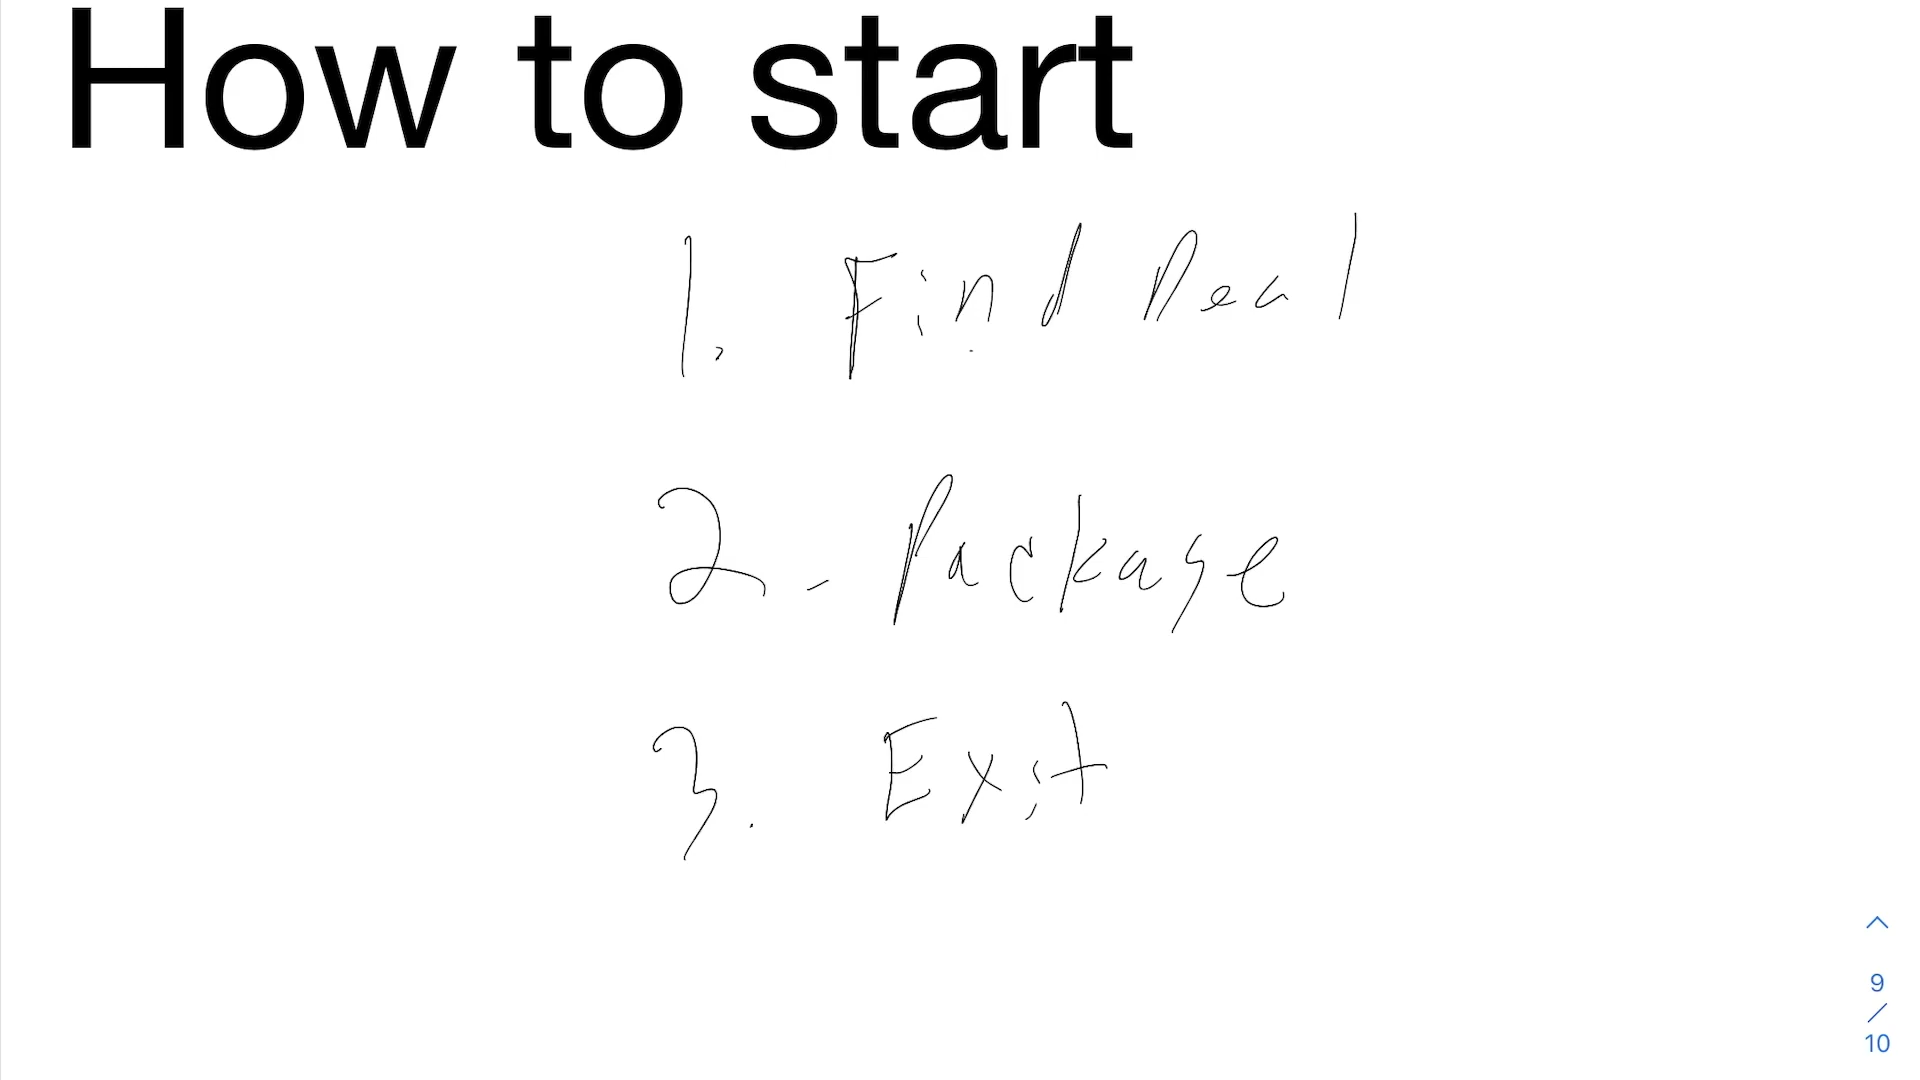 How to start
1. Find Deal
2. Package
3. Exit
9
/
10